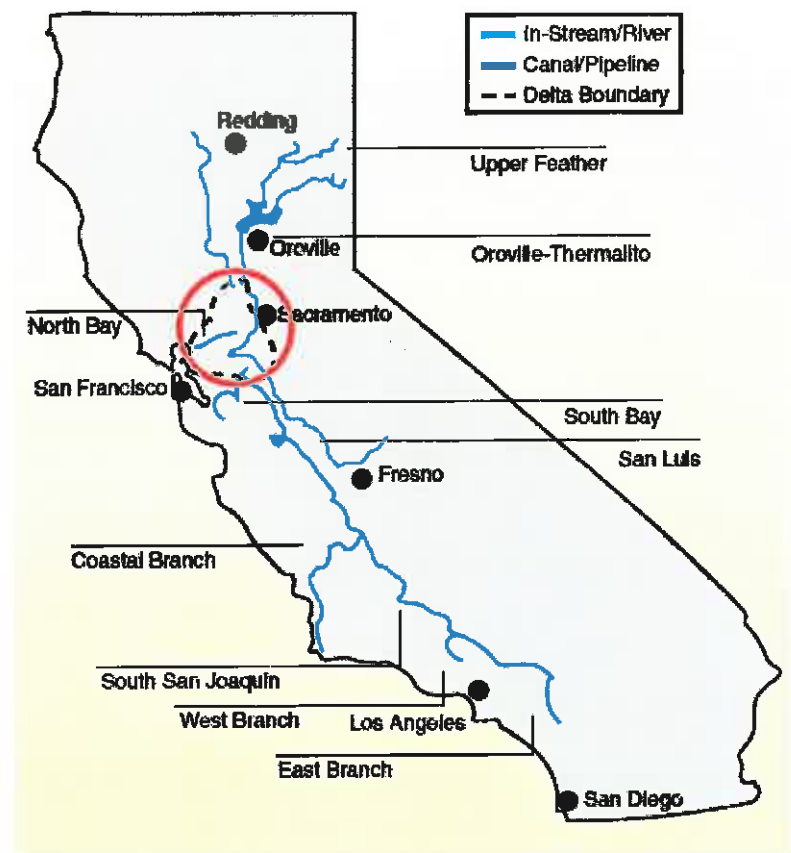 In-Stream/River
Canal/Pipeline
Delta Boundary
Redding
Upper Feather
Oroville
Oroville-Thermalito
Sacramento
North Bay
San Francisco
South Bay
San Luis
Fresno
Coastal Branch
South San Joaquin
West Branch
Los Angeles
East Branch
San Diego